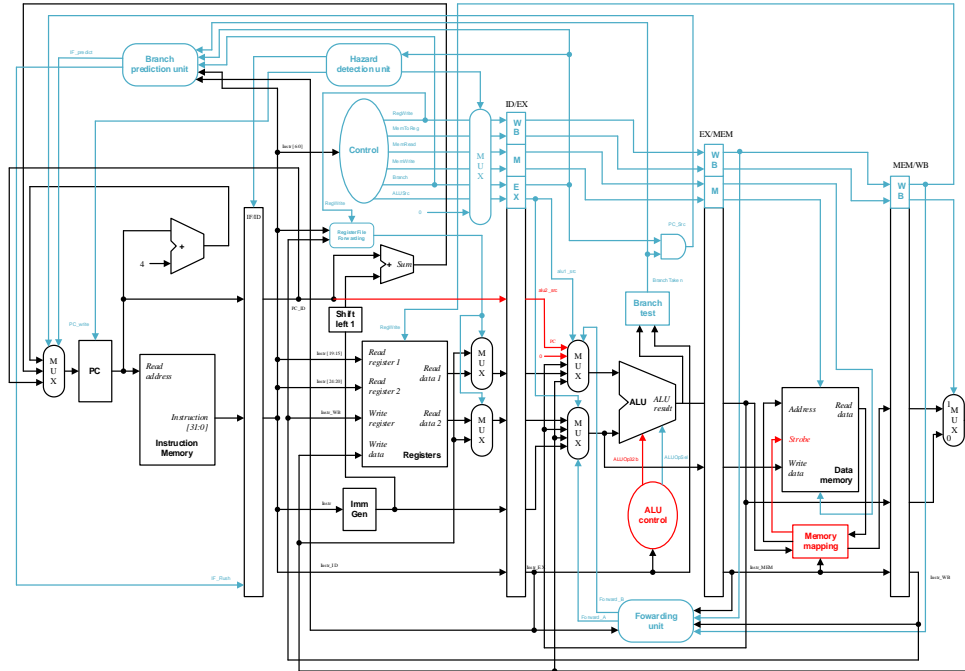 IF_predict
Branch
prediction unit
Hazard
detection unit
ID/EX
EX/MEM
MEM/WB
Control
Instr [6:0]
RegWrite
MemToReg
MemRead
MemWrite
Branch
ALUSrc
0
M
U
X
W
B
M
E
X
W
B
M
W
B
RegWrite
RegisterFile
Forwarding
IF/ID
+
4
+ Sum
PC_Src
Branch Taken
Branch
test
alu1_src
alu2_src
PC_ID
Shift
left 1
PC_write
RegWrite
PC
0
M
U
X
PC
Read
address
Instruction
[31:0]
Instruction
Memory
Instr [19:15]
Instr [24:20]
Instr_WB
Read
register 1
Read
register 2
Write
register
Write
data
Read
data 1
Read
data 2
Registers
M
U
X
M
U
X
M
U
X
M
U
X
ALU
ALU
result
ALUOp32b
ALUOpSel
ALU
control
Address
Read
data
Strobe
Write
data
Data
memory
Memory
mapping
1
M
U
X
0
Instr
Imm
Gen
Instr_ID
Instr_EX
Instr_MEM
Instr_WB
IF_flush
Forward_B
Forward_A
Fowarding
unit